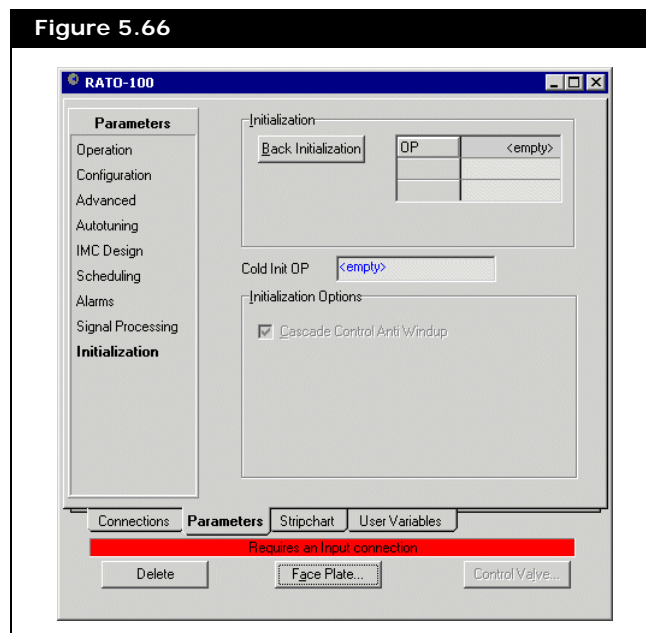 Figure 5.66
RATO-100
Parameters
Operation
Configuration
Advanced
Autotuning
IMC Design
Scheduling
Alarms
Signal Processing
Initialization
Initialization
Back Initialization
OP <empty>
Cold Init OP <empty>
Initialization Options
Cascade Control Anti Windup
Connections Parameters Stripchart User Variables
Requires an Input connection
Delete Face Plate... Control Valve...